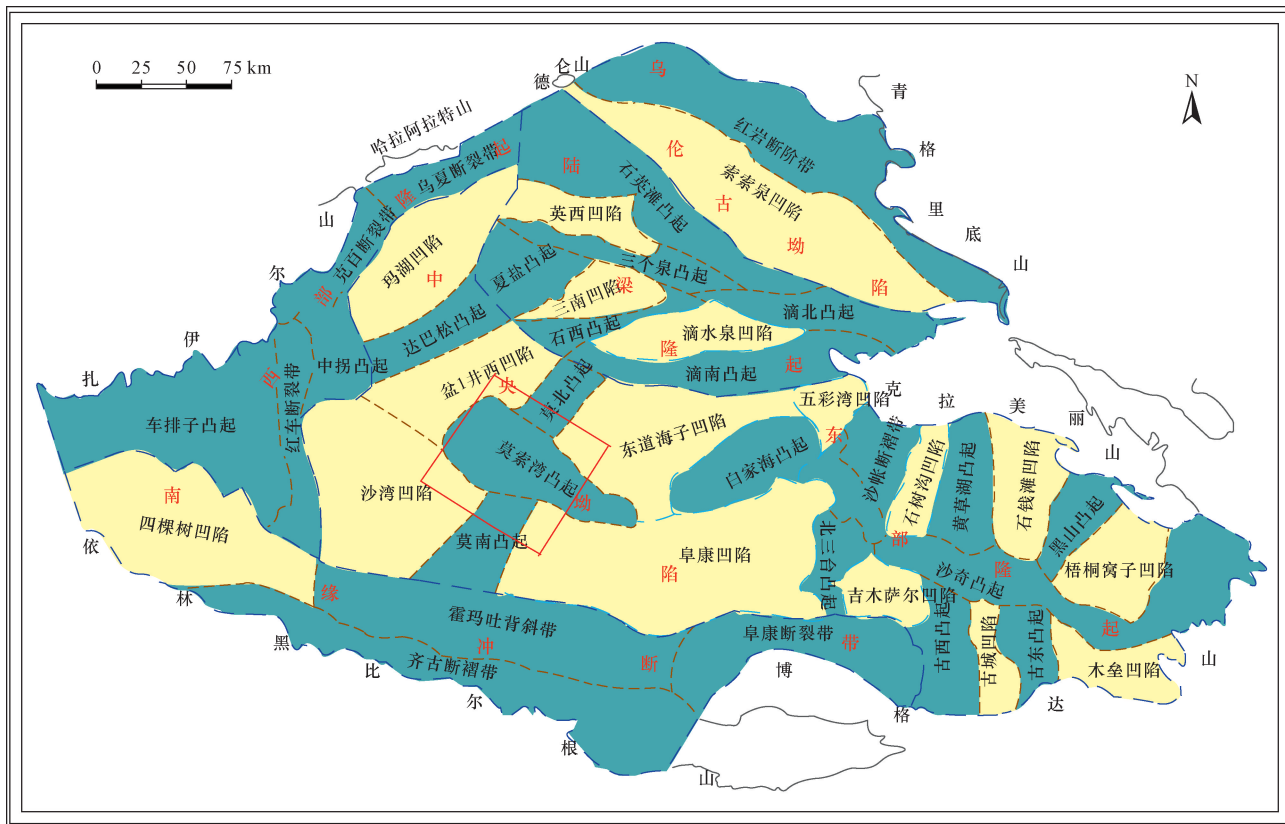 0 25 50 75 km
N
哈拉阿拉特山
德仑山
青格里底山
扎伊尔山
克拉美丽山
依林黑比尔根山
博格达山
乌伦古坳陷
陆梁隆起
西部隆起
中央坳陷
东部隆起
南缘冲断带
红岩断阶带
索索泉凹陷
石英滩凸起
英西凹陷
三个泉凸起
乌夏断裂带
克百断裂带
玛湖凹陷
夏盐凸起
三南凹陷
滴北凸起
达巴松凸起
石西凸起
滴水泉凹陷
中拐凸起
滴南凸起
盆1井西凹陷
莫北凸起
五彩湾凹陷
红车断裂带
车排子凸起
东道海子凹陷
白家海凸起
莫索湾凸起
沙帐断褶带
石树沟凹陷
黄草湖凸起
石钱滩凹陷
黑山凸起
沙湾凹陷
四棵树凹陷
莫南凸起
阜康凹陷
北三台凸起
沙奇凸起
梧桐窝子凹陷
吉木萨尔凹陷
霍玛吐背斜带
阜康断裂带
古西凸起
古城凹陷
古东凸起
木垒凹陷
齐古断褶带